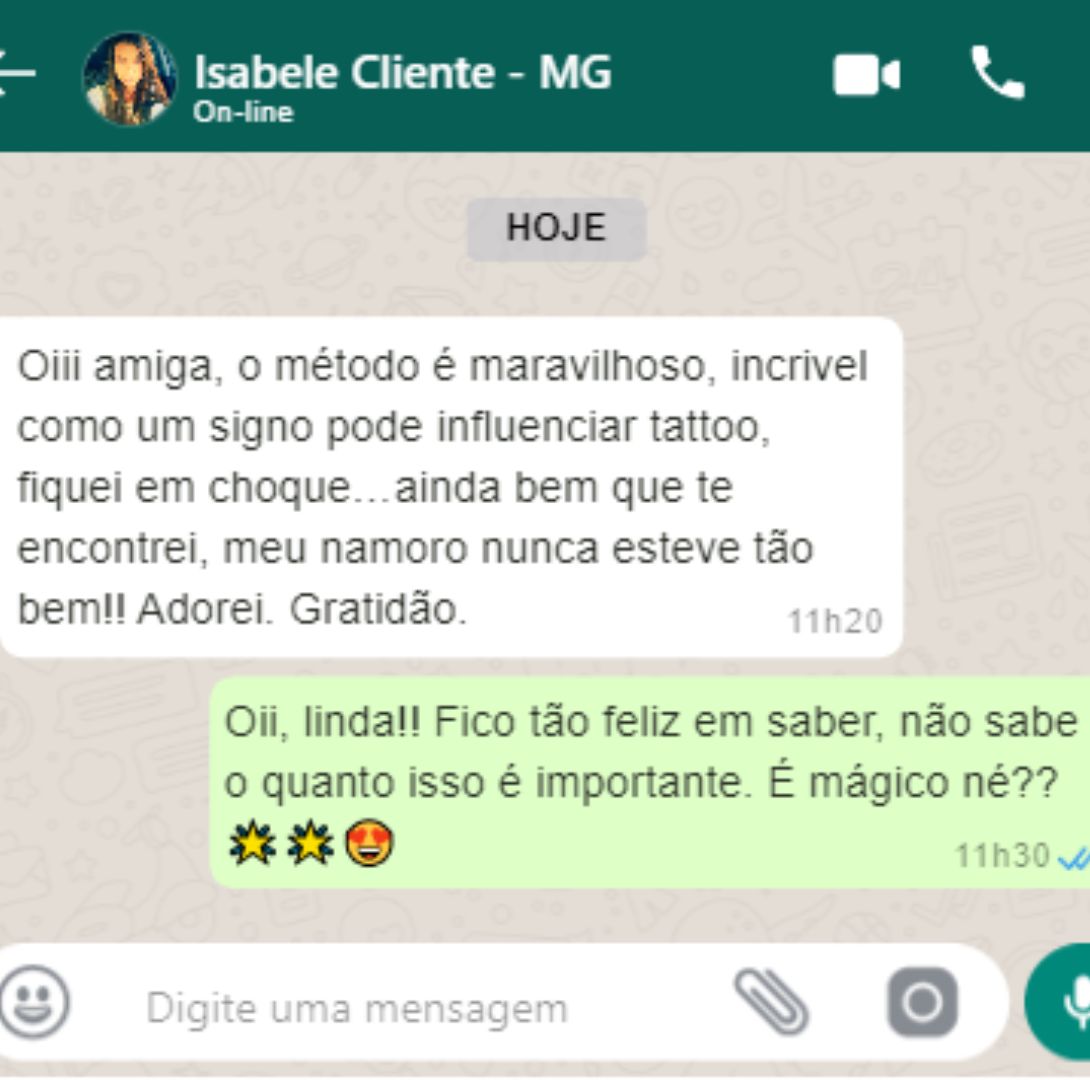 Isabele Cliente - MG
On-line
HOJE
Oiii amiga, o método é maravilhoso, incrivel
como um signo pode influenciar tattoo,
fiquei em choque...ainda bem que te
encontrei, meu namoro nunca esteve tão
bem!! Adorei. Gratidão.
11h20
Oii, linda!! Fico tão feliz em saber, não sabe
o quanto isso é importante. É mágico né??
🌟🌟😍
11h30
Digite uma mensagem